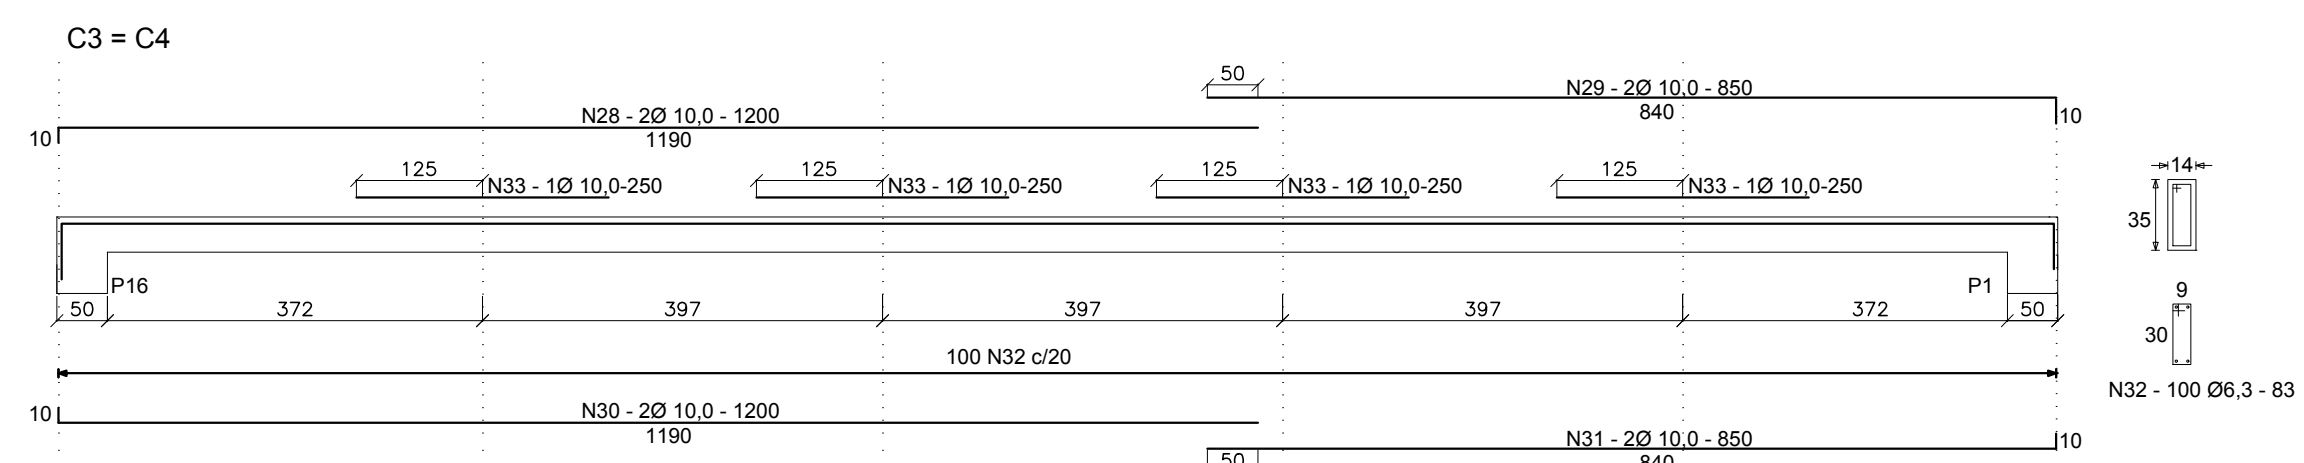 C3 = C4
50
N29 - 2Ø 10,0 - 850
840
10
N28 - 2Ø 10,0 - 1200
1190
10
125
N33 - 1Ø 10,0-250
125
N33 - 1Ø 10,0-250
125
N33 - 1Ø 10,0-250
125
N33 - 1Ø 10,0-250
14
35
P16
P1
50
372
397
397
397
372
50
9
30
100 N32 c/20
N32 - 100 Ø6,3 - 83
10
N30 - 2Ø 10,0 - 1200
1190
N31 - 2Ø 10,0 - 850
10
50
840